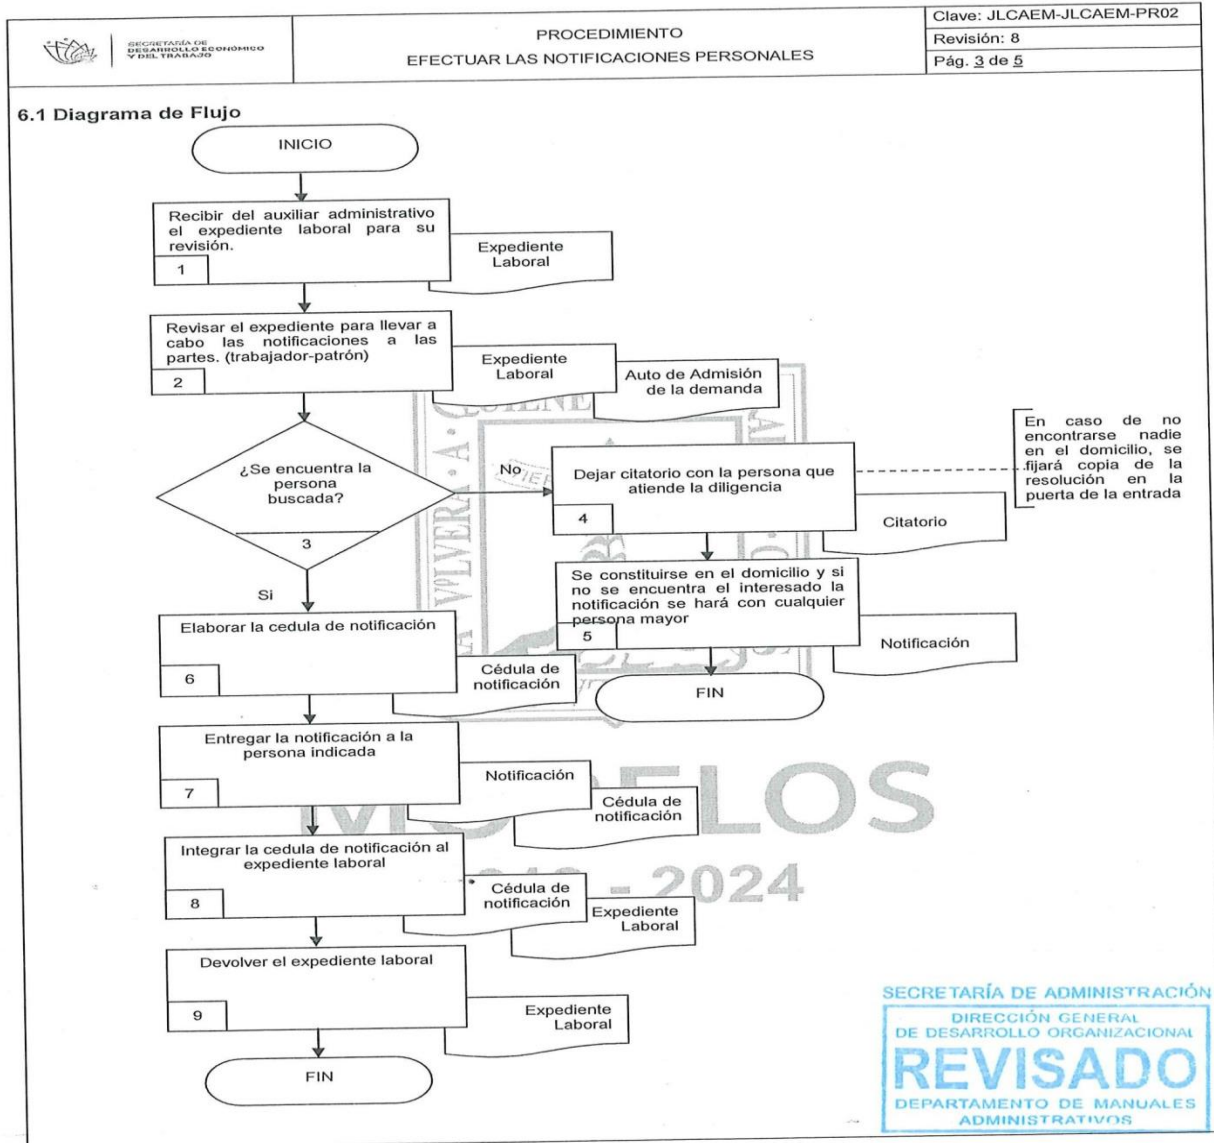 SECRETARÍA DE
DESARROLLO ECONÓMICO
Y DEL TRABAJO
PROCEDIMIENTO
EFECTUAR LAS NOTIFICACIONES PERSONALES
Clave: JLCAEM-JLCAEM-PR02
Revisión: 8
Pág. 3 de 5
6.1 Diagrama de Flujo
INICIO
Recibir del auxiliar administrativo
el expediente laboral para su
revisión.
1
Expediente
Laboral
Revisar el expediente para llevar a
cabo las notificaciones a las
partes. (trabajador-patrón)
2
Expediente
Laboral
Auto de Admisión
de la demanda
¿Se encuentra la
persona
buscada?
3
No
Dejar citatorio con la persona que
atiende la diligencia
4
Citatorio
En caso de no
encontrarse nadie
en el domicilio, se
fijará copia de la
resolución en la
puerta de la entrada
Se constituirse en el domicilio y si
no se encuentra el interesado la
notificación se hará con cualquier
persona mayor
5
Notificación
FIN
Si
Elaborar la cedula de notificación
6
Cédula de
notificación
Entregar la notificación a la
persona indicada
7
Notificación
Cédula de
notificación
Integrar la cedula de notificación al
expediente laboral
8
Cédula de
notificación
Expediente
Laboral
Devolver el expediente laboral
9
Expediente
Laboral
FIN
- 2024
SECRETARÍA DE ADMINISTRACIÓN
DIRECCIÓN GENERAL
DE DESARROLLO ORGANIZACIONAL
REVISADO
DEPARTAMENTO DE MANUALES
ADMINISTRATIVOS